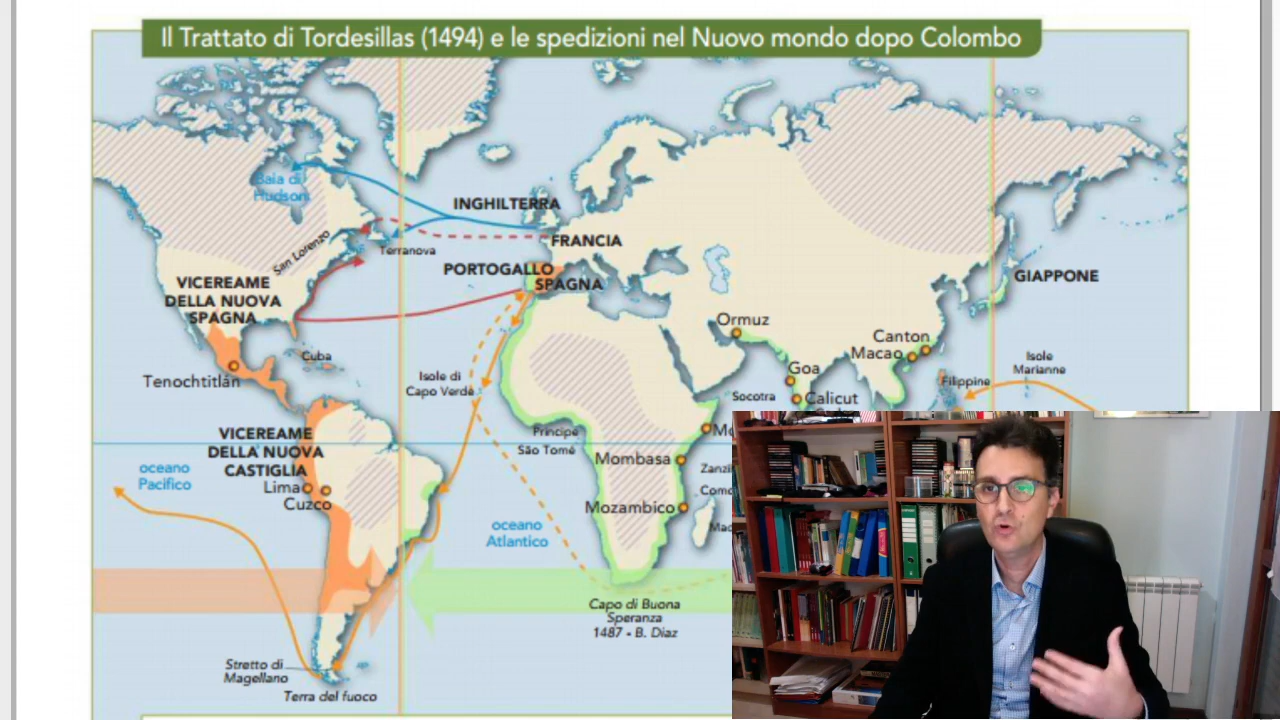 Il Trattato di Tordesillas (1494) e le spedizioni nel Nuovo mondo dopo Colombo
Baia di
Hudson
INGHILTERRA
San Lorenzo
Terranova
FRANCIA
PORTOGALLO
SPAGNA
VICEREAME
DELLA NUOVA
SPAGNA
GIAPPONE
Ormuz
Canton
Macao
Cuba
Tenochtitlán
Isole di
Capo Verde
Goa
Socotra
Calicut
Filippine
Isole
Marianne
VICEREAME
DELLA NUOVA
CASTIGLIA
Lima
Cuzco
oceano
Pacifico
Principe
São Tomé
Mombasa
Mozambico
oceano
Atlantico
Capo di Buona
Speranza
1487 - B. Diaz
Stretto di
Magellano
Terra del fuoco